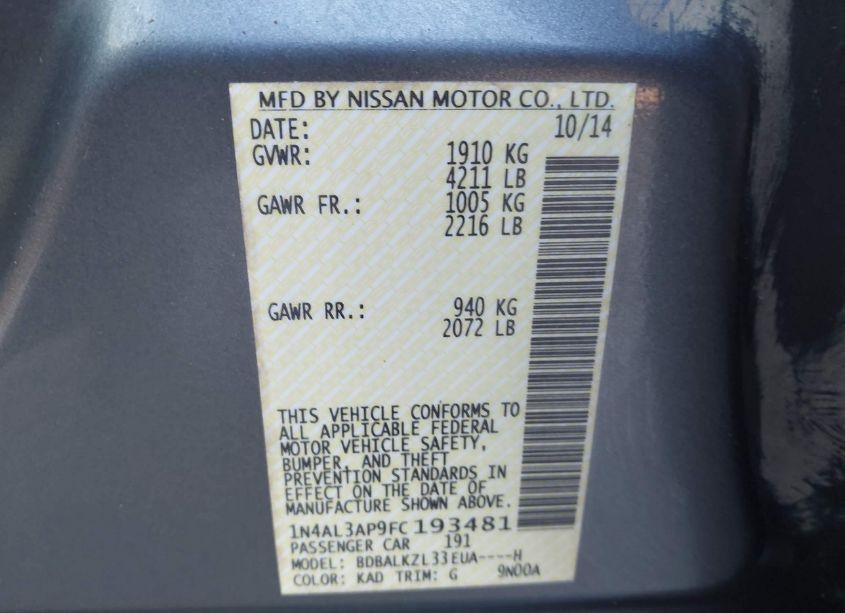 MFD BY NISSAN MOTOR CO., LTD.
DATE: 10/14
GVWR: 1910 KG
4211 LB
GAWR FR.: 1005 KG
2216 LB
GAWR RR.: 940 KG
2072 LB
THIS VEHICLE CONFORMS TO
ALL APPLICABLE FEDERAL
MOTOR VEHICLE SAFETY,
BUMPER, AND THEFT
PREVENTION STANDARDS IN
EFFECT ON THE DATE OF
MANUFACTURE SHOWN ABOVE.
1N4AL3AP9FC193481
PASSENGER CAR 191
MODEL: BDBALKZL33EUA----H
COLOR: KAD TRIM: G 9N00A